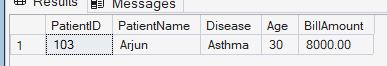 Results Messages
PatientID PatientName Disease Age BillAmount
1 103 Arjun Asthma 30 8000.00